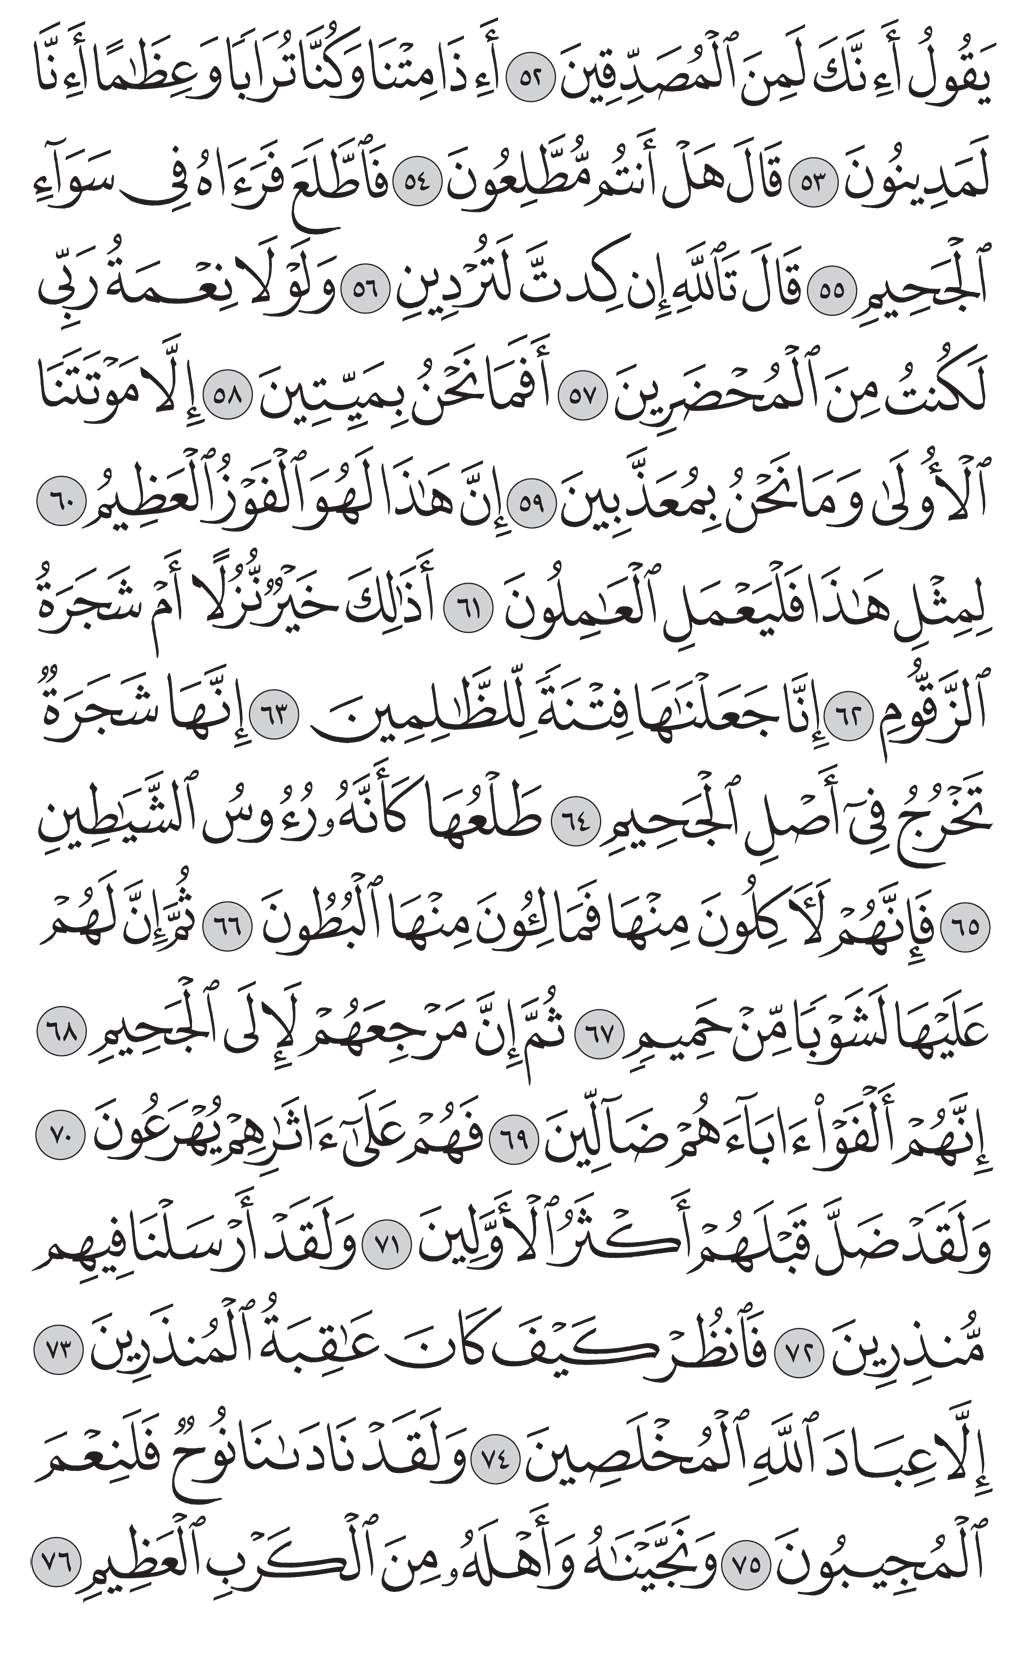 يَقُولُ أَءِنَّكَ لَمِنَ ٱلْمُصَدِّقِينَ ٥٢ أَءِذَا مِتْنَا وَكُنَّا تُرَابًا وَعِظَٰمًا أَءِنَّا
لَمَدِينُونَ ٥٣ قَالَ هَلْ أَنتُم مُّطَّلِعُونَ ٥٤ فَٱطَّلَعَ فَرَءَاهُ فِى سَوَآءِ
ٱلْجَحِيمِ ٥٥ قَالَ تَٱللَّهِ إِن كِدتَّ لَتُرْدِينِ ٥٦ وَلَوْلَا نِعْمَةُ رَبِّى
لَكُنتُ مِنَ ٱلْمُحْضَرِينَ ٥٧ أَفَمَا نَحْنُ بِمَيِّتِينَ ٥٨ إِلَّا مَوْتَتَنَا
ٱلْأُولَىٰ وَمَا نَحْنُ بِمُعَذَّبِينَ ٥٩ إِنَّ هَٰذَا لَهُوَ ٱلْفَوْزُ ٱلْعَظِيمُ ٦٠
لِمِثْلِ هَٰذَا فَلْيَعْمَلِ ٱلْعَٰمِلُونَ ٦١ أَذَٰلِكَ خَيْرٌ نُّزُلًا أَمْ شَجَرَةُ
ٱلزَّقُّومِ ٦٢ إِنَّا جَعَلْنَٰهَا فِتْنَةً لِّلظَّٰلِمِينَ ٦٣ إِنَّهَا شَجَرَةٌ
تَخْرُجُ فِىٓ أَصْلِ ٱلْجَحِيمِ ٦٤ طَلْعُهَا كَأَنَّهُۥ رُءُوسُ ٱلشَّيَٰطِينِ
٦٥ فَإِنَّهُمْ لَـَٔاكِلُونَ مِنْهَا فَمَالِـُٔونَ مِنْهَا ٱلْبُطُونَ ٦٦ ثُمَّ إِنَّ لَهُمْ
عَلَيْهَا لَشَوْبًا مِّنْ حَمِيمٍ ٦٧ ثُمَّ إِنَّ مَرْجِعَهُمْ لَإِلَى ٱلْجَحِيمِ ٦٨
إِنَّهُمْ أَلْفَوْا۟ ءَابَآءَهُمْ ضَآلِّينَ ٦٩ فَهُمْ عَلَىٰٓ ءَاثَٰرِهِمْ يُهْرَعُونَ ٧٠
وَلَقَدْ ضَلَّ قَبْلَهُمْ أَكْثَرُ ٱلْأَوَّلِينَ ٧١ وَلَقَدْ أَرْسَلْنَا فِيهِم
مُّنذِرِينَ ٧٢ فَٱنظُرْ كَيْفَ كَانَ عَٰقِبَةُ ٱلْمُنذَرِينَ ٧٣
إِلَّا عِبَادَ ٱللَّهِ ٱلْمُخْلَصِينَ ٧٤ وَلَقَدْ نَادَىٰنَا نُوحٌ فَلَنِعْمَ
ٱلْمُجِيبُونَ ٧٥ وَنَجَّيْنَٰهُ وَأَهْلَهُۥ مِنَ ٱلْكَرْبِ ٱلْعَظِيمِ ٧٦